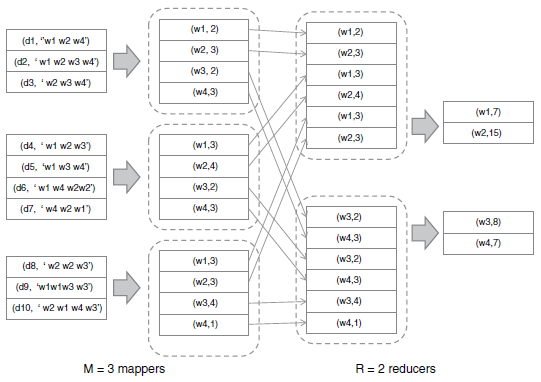 (d1, ‘’w1 w2 w4’)
(d2, ‘ w1 w2 w3 w4’)
(d3, ‘ w2 w3 w4’)
(d4, ‘ w1 w2 w3’)
(d5, ‘w1 w3 w4’)
(d6, ‘ w1 w4 w2w2’)
(d7, ‘ w4 w2 w1’)
(d8, ‘ w2 w2 w3’)
(d9, ‘w1w1w3 w3’)
(d10, ‘ w2 w1 w4 w3’)
(w1, 2)
(w2, 3)
(w3, 2)
(w4,3)
(w1,3)
(w2,4)
(w3,2)
(w4,3)
(w1,3)
(w2,3)
(w3,4)
(w4,1)
(w1,2)
(w2,3)
(w1,3)
(w2,4)
(w1,3)
(w2,3)
(w3,2)
(w4,3)
(w3,2)
(w4,3)
(w3,4)
(w4,1)
(w1,7)
(w2,15)
(w3,8)
(w4,7)
M = 3 mappers
R = 2 reducers